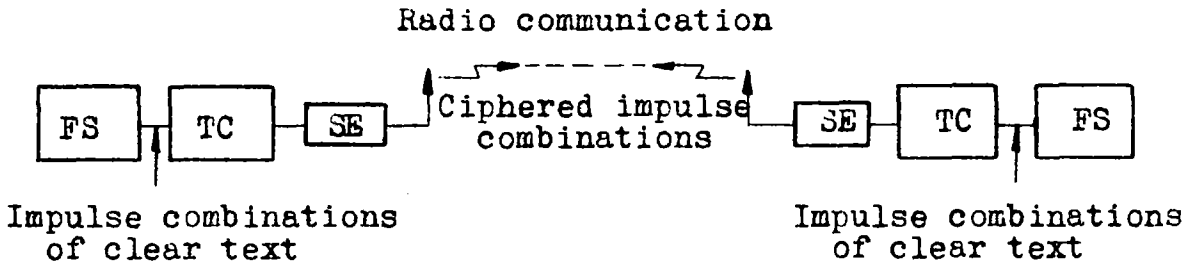 Radio communication
Ciphered impulse
combinations
FS TC SE SE TC FS
Impulse combinations
of clear text
Impulse combinations
of clear text